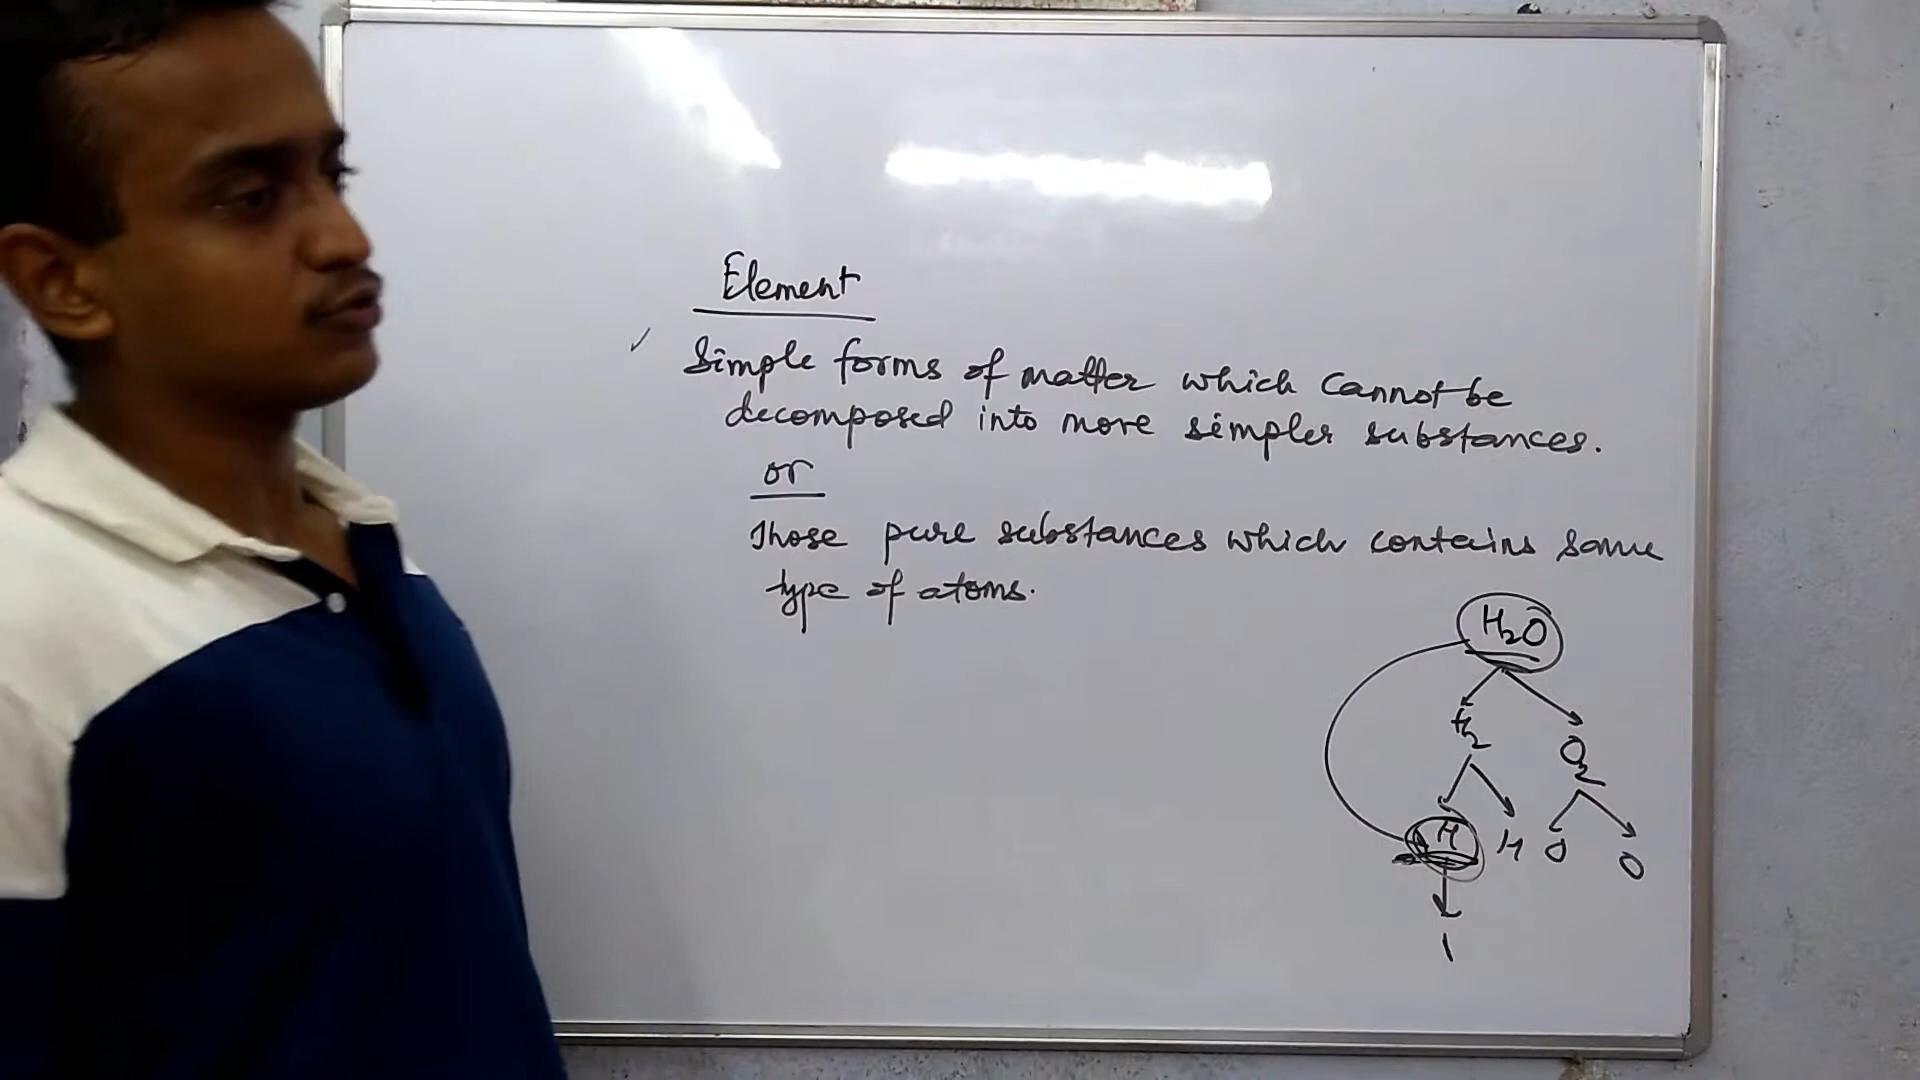 Element
Simple forms of matter which cannot be
decomposed into more simpler substances.
or
Those pure substances which contains same
type of atoms.
H₂O
H₂ O₂
H H O O
1